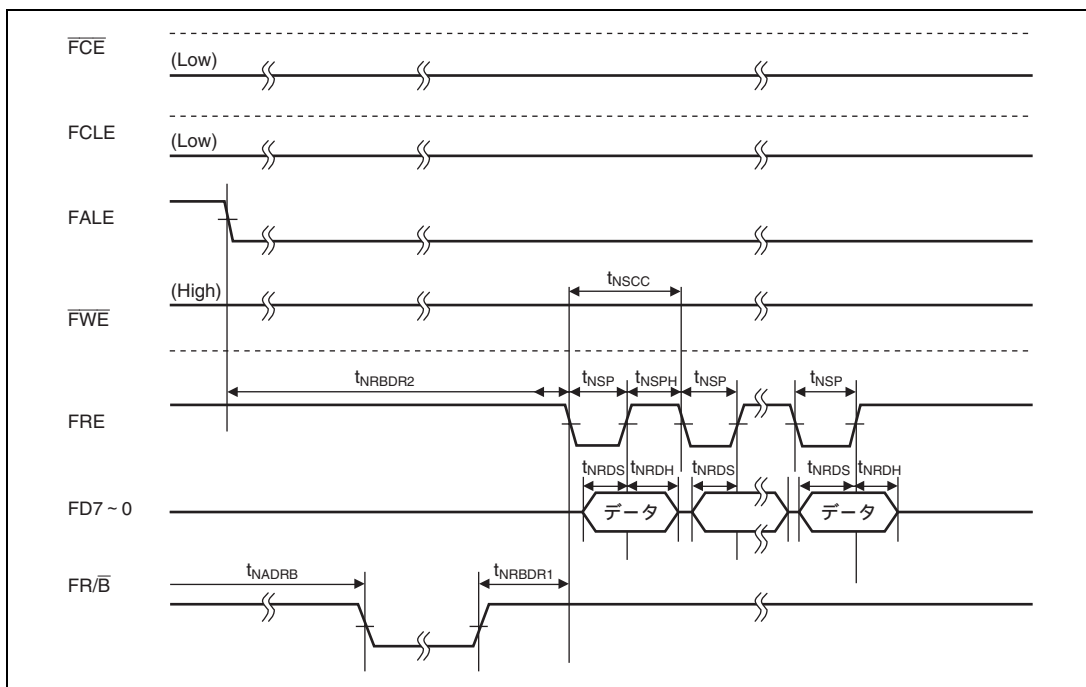 FCE
(Low)
FCLE
(Low)
FALE
(High)
tNSCC
FWE
tNRBDR2
tNSP
tNSPH
tNSP
tNSP
FRE
tNRDS
tNRDH
tNRDS
tNRDS
tNRDH
FD7 ~ 0
データ
データ
FR/B
tNADRB
tNRBDR1